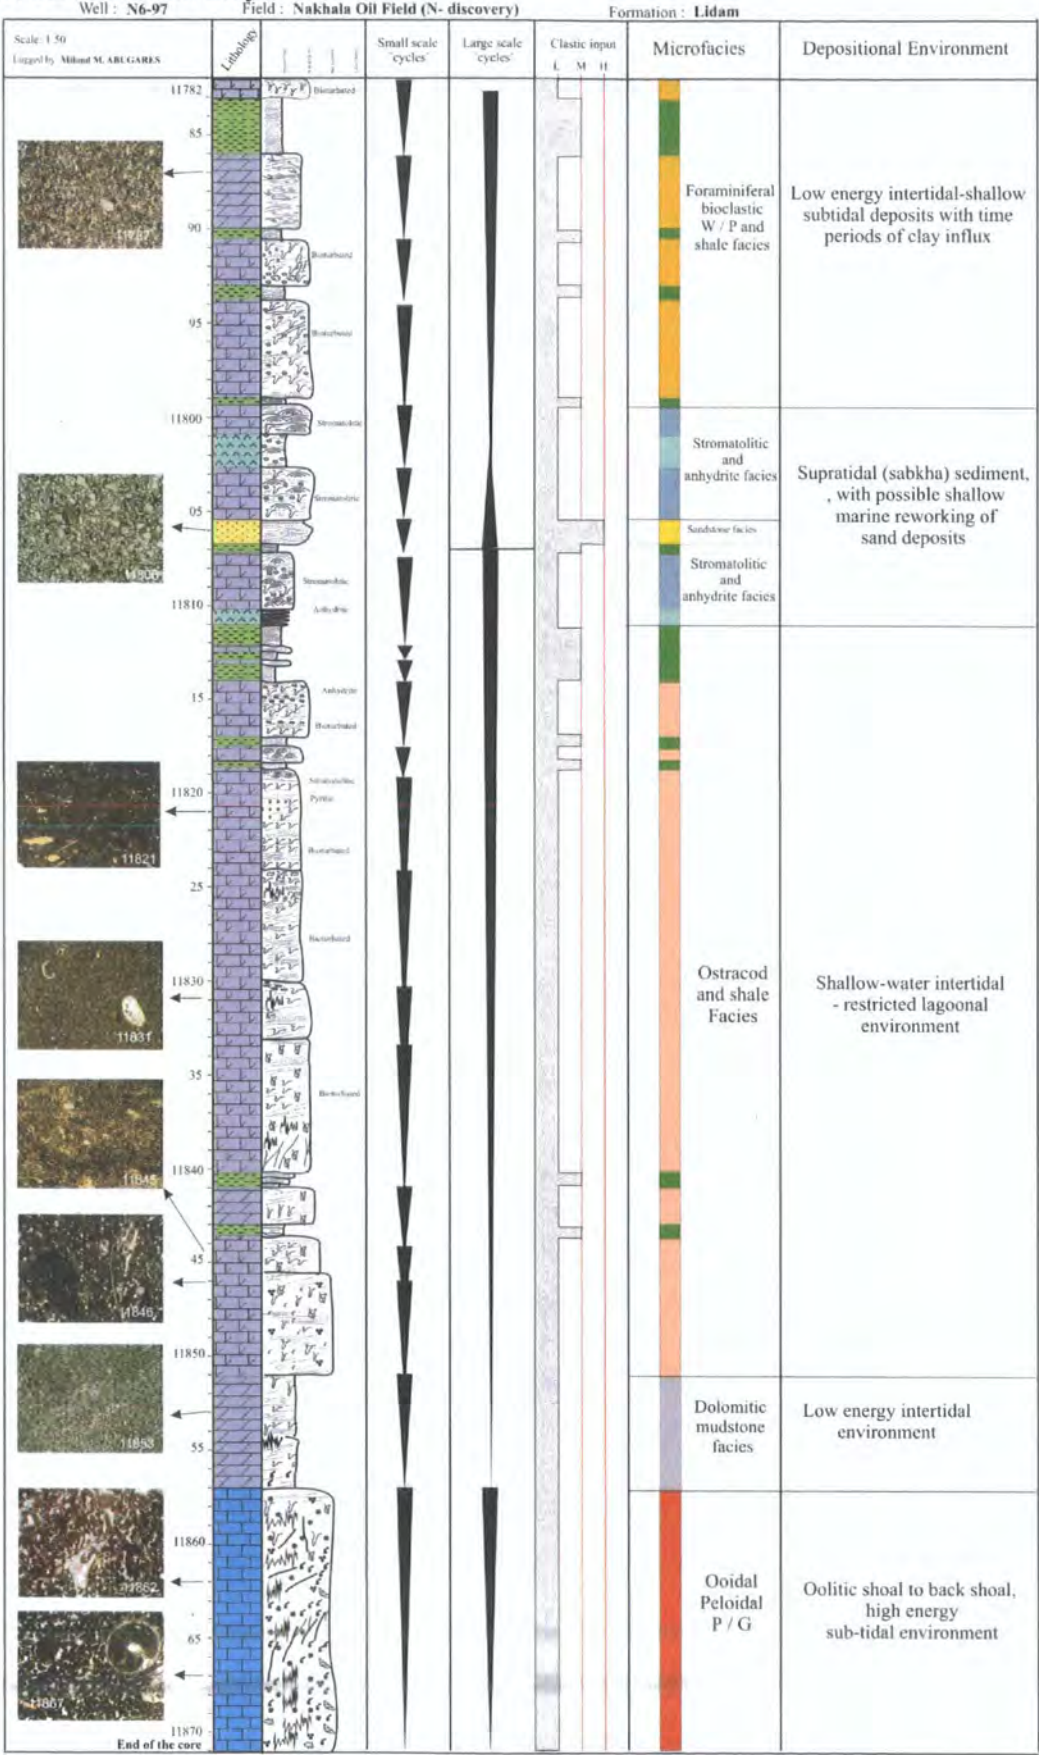 Well : N6-97 Field : Nakhala Oil Field (N- discovery) Formation : Lidam
Scale: 1 50
Logged by Milond M. ABUGARES
Lithology
Small scale
'cycles'
Large scale
'cycles'
Clastic input
L M H
Microfacies
Depositional Environment
11782
85
90
95
11800
05
11810
15
11820
25
11830
35
11840
45
11850
55
11860
65
11870
End of the core
11806
11821
11831
11845
11846
11853
11862
11867
Bioturbated
Bioturbated
Bioturbated
Stromatolitic
Stromatolitic
Stromatolitic
Anhydrite
Anhydrite
Bioturbated
Stromatolitic
Pyrite
Bioturbated
Bioturbated
Bioturbated
Foraminiferal
bioclastic
W / P and
shale facies
Low energy intertidal-shallow
subtidal deposits with time
periods of clay influx
Stromatolitic
and
anhydrite facies
Sandstone facies
Stromatolitic
and
anhydrite facies
Supratidal (sabkha) sediment,
, with possible shallow
marine reworking of
sand deposits
Ostracod
and shale
Facies
Shallow-water intertidal
- restricted lagoonal
environment
Dolomitic
mudstone
facies
Low energy intertidal
environment
Ooidal
Peloidal
P / G
Oolitic shoal to back shoal,
high energy
sub-tidal environment